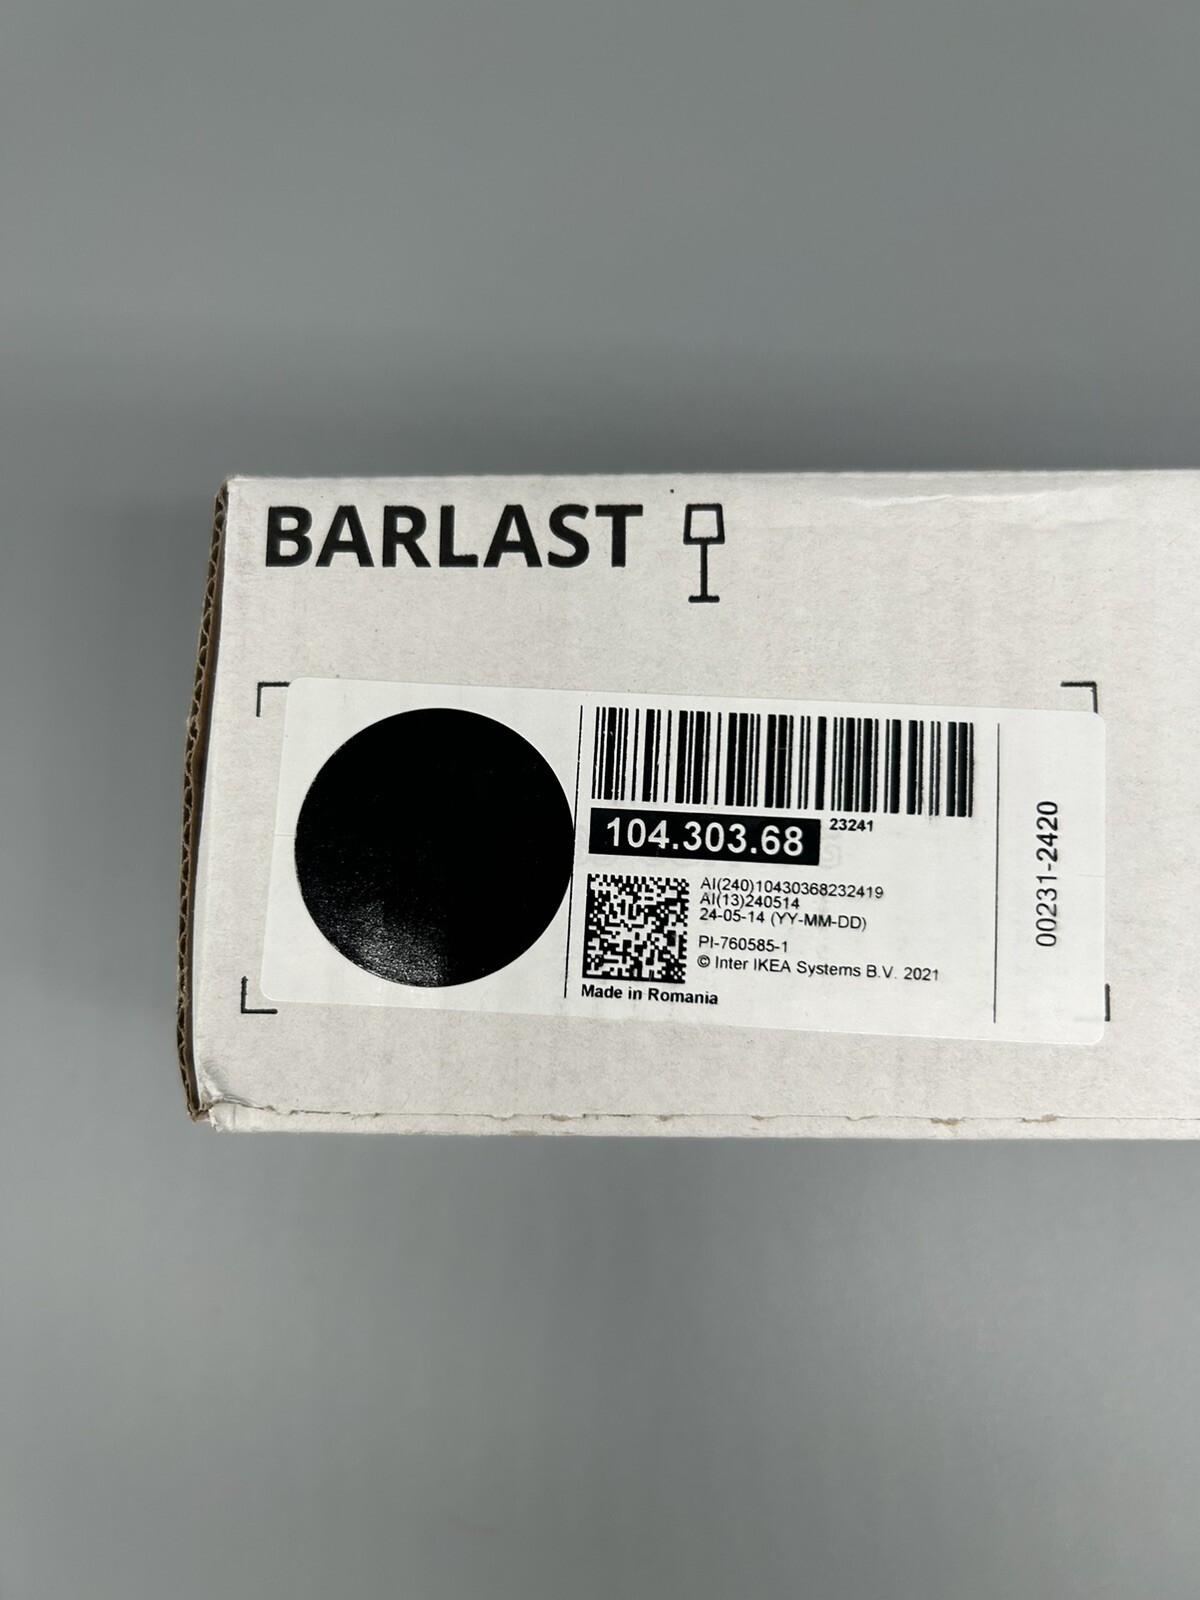 BARLAST
104.303.68
23241
AI(240)10430368232419
AI(13)240514
24-05-14 (YY-MM-DD)
PI-760585-1
© Inter IKEA Systems B.V. 2021
Made in Romania
00231-2420